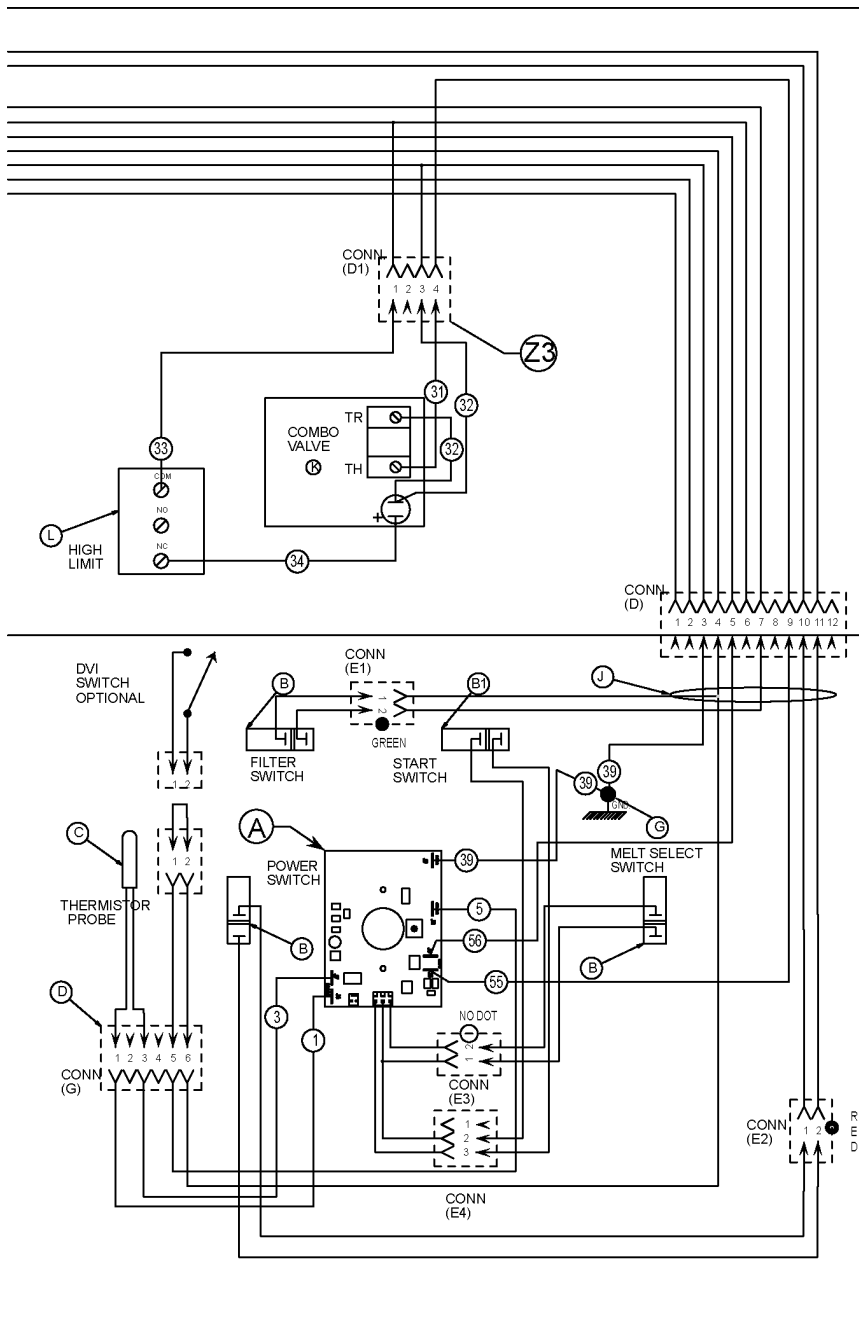 CONN.
(D1)
1 2 3 4
Z3
31
32
TR
COMBO
VALVE
32
K
TH
33
COM
NO
NC
L
HIGH
LIMIT
+
34
CONN.
(D)
1 2 3 4 5 6 7 8 9 10 11 12
DVI
SWITCH
OPTIONAL
CONN
(E1)
B
B1
J
1
2
GREEN
FILTER
SWITCH
START
SWITCH
39
39
GND
G
1 2
C
A
1 2
POWER
SWITCH
39
MELT SELECT
SWITCH
THERMISTOR
PROBE
5
B
56
B
55
D
3
1
NO DOT
2
1
1 2 3 4 5 6
CONN
(G)
CONN
(E3)
1
2
3
CONN
(E2)
1 2
R
E
D
CONN
(E4)